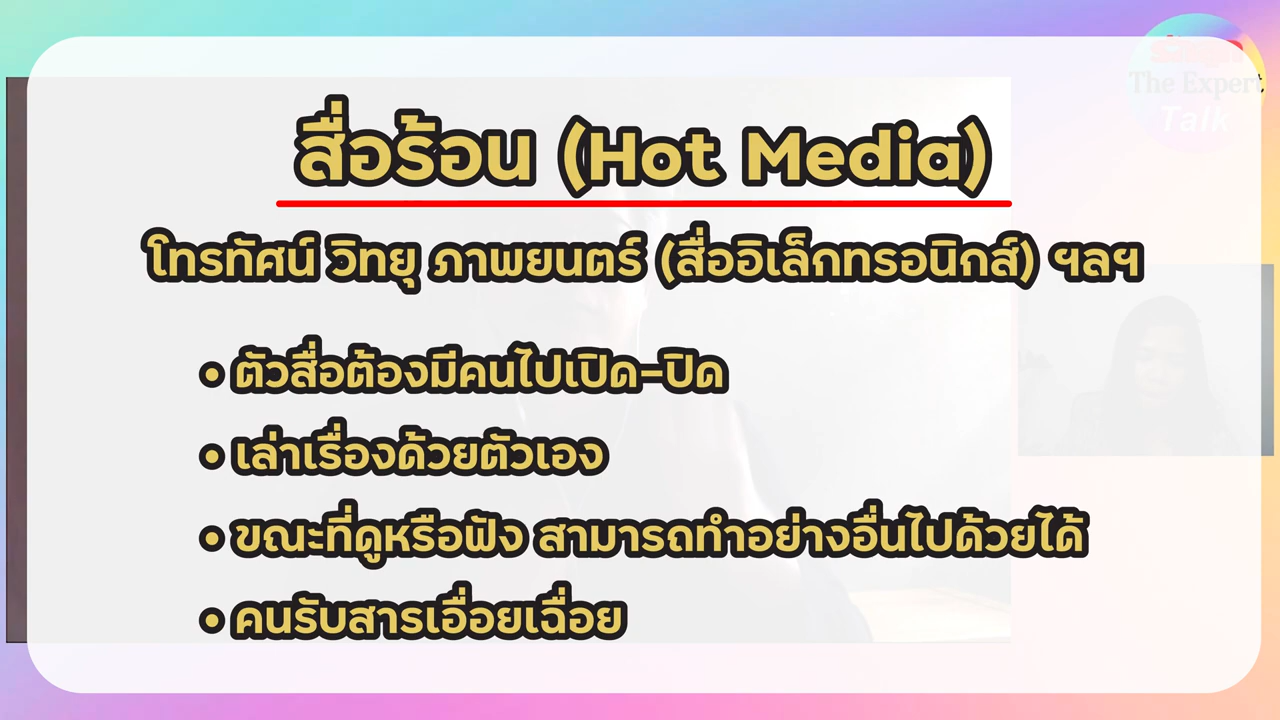 The Expert
Talk
สื่อร้อน (Hot Media)
โทรทัศน์ วิทยุ ภาพยนตร์ (สื่ออิเล็กทรอนิกส์) ฯลฯ
• ตัวสื่อต้องมีคนไปเปิด-ปิด
• เล่าเรื่องด้วยตัวเอง
• ขณะที่ดูหรือฟัง สามารถทำอย่างอื่นไปด้วยได้
• คนรับสารเอื่อยเฉื่อย